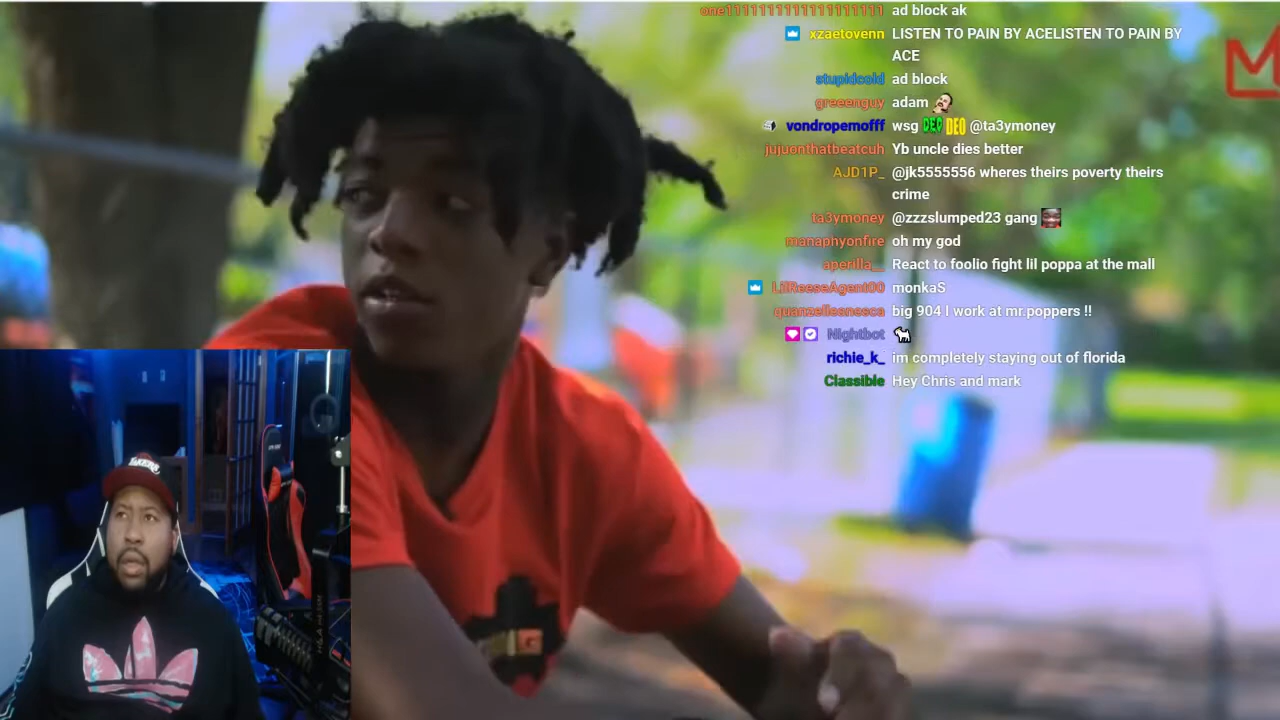 one1111111111111111111 ad block ak
xzaetovenn LISTEN TO PAIN BY ACELISTEN TO PAIN BY
ACE
stupidcold ad block
greeenguy adam
vondropemofff wsg DEO @ta3ymoney
jujuonthatbeatcuh Yb uncle dies better
AJD1P_ @jk5555556 wheres theirs poverty theirs
crime
ta3ymoney @zzzslumped23 gang
manaphyonfire oh my god
aperilla__ React to foolio fight lil poppa at the mall
LilReeseAgent00 monkaS
quanzelleaneeca big 904 I work at mr.poppers !!
Nightbot
richie_k_ im completely staying out of florida
Classible Hey Chris and mark